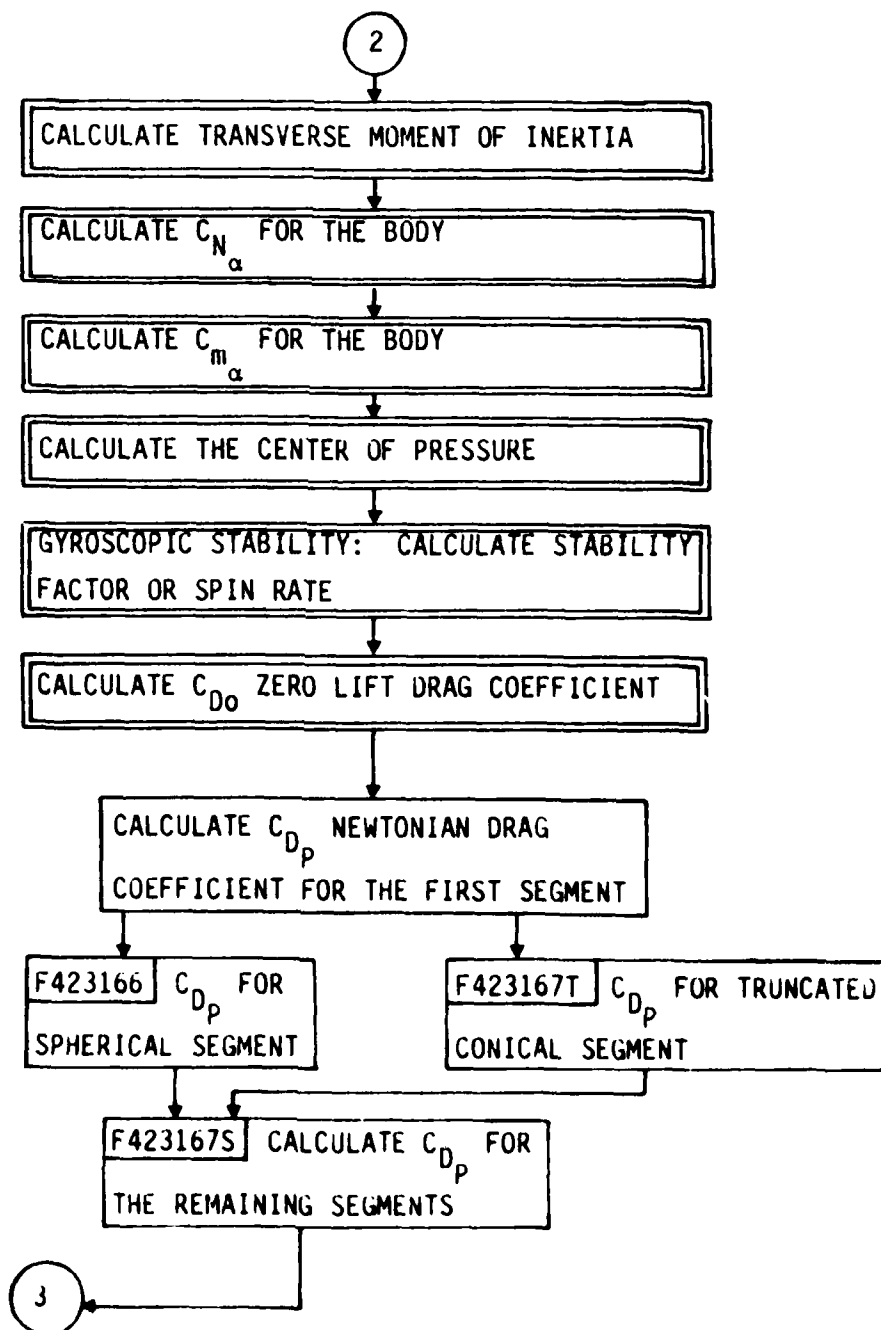 2
CALCULATE TRANSVERSE MOMENT OF INERTIA
CALCULATE C_Nα FOR THE BODY
CALCULATE C_mα FOR THE BODY
CALCULATE THE CENTER OF PRESSURE
GYROSCOPIC STABILITY: CALCULATE STABILITY
FACTOR OR SPIN RATE
CALCULATE C_Do ZERO LIFT DRAG COEFFICIENT
CALCULATE C_Dp NEWTONIAN DRAG
COEFFICIENT FOR THE FIRST SEGMENT
F423166 C_Dp FOR
SPHERICAL SEGMENT
F423167T C_Dp FOR TRUNCATED
CONICAL SEGMENT
F423167S CALCULATE C_Dp FOR
THE REMAINING SEGMENTS
3